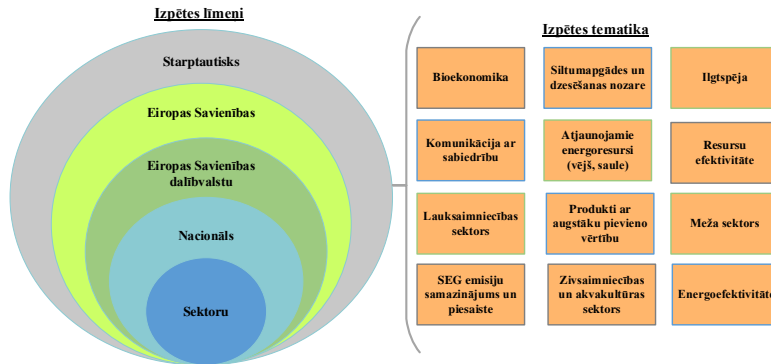 Izpētes līmeņi
Starptautisks
Eiropas Savienības
Eiropas Savienības
dalībvalstu
Nacionāls
Sektoru
Izpētes tematika
Bioekonomika
Siltumapgādes un
dzesēšanas nozare
Ilgtspēja
Komunikācija ar
sabiedrību
Atjaunojamie
energoresursi
(vējš, saule)
Resursu
efektivitāte
Lauksaimniecības
sektors
Produkti ar
augstāku pievieno
vērtību
Meža sektors
SEG emisiju
samazinājums un
piesaiste
Zivsaimniecības
un akvakultūras
sektors
Energoefektivitāte